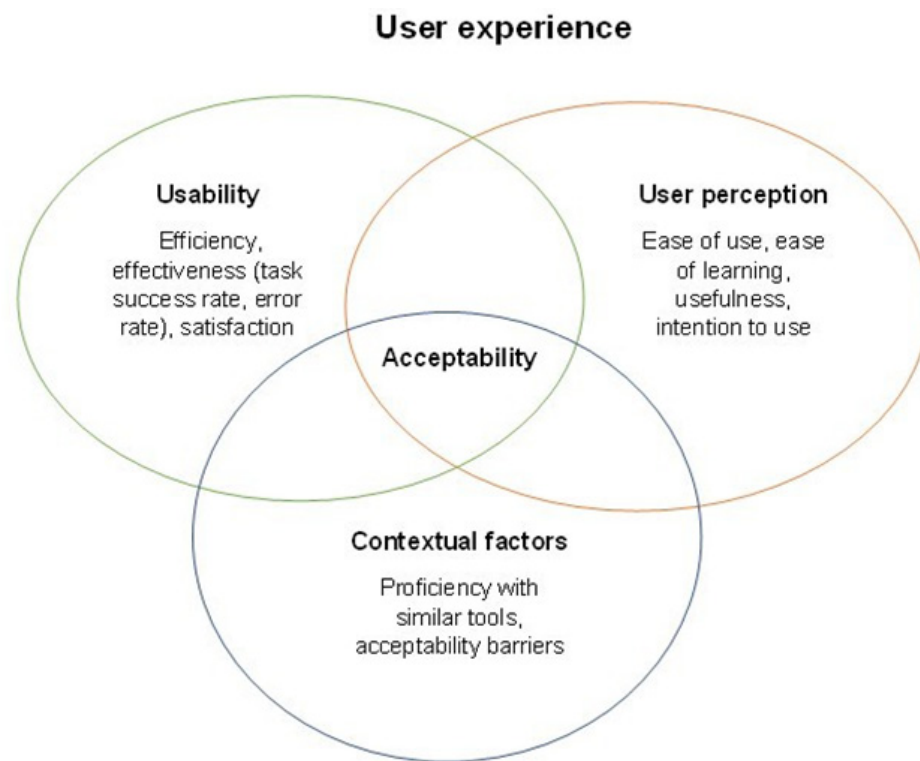 User experience
Usability
Efficiency,
effectiveness (task
success rate, error
rate), satisfaction
User perception
Ease of use, ease
of learning,
usefulness,
intention to use
Acceptability
Contextual factors
Proficiency with
similar tools,
acceptability barriers